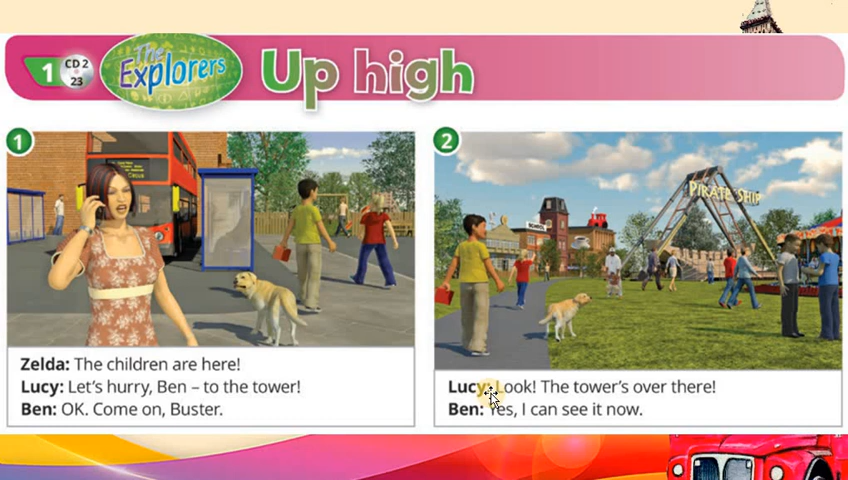 1
CD 2
23
The
Explorers
Up high
1
CIRCUS
Zelda: The children are here!
Lucy: Let's hurry, Ben – to the tower!
Ben: OK. Come on, Buster.
2
SCHOOL
PIRATE SHIP
Lucy: Look! The tower's over there!
Ben: Yes, I can see it now.